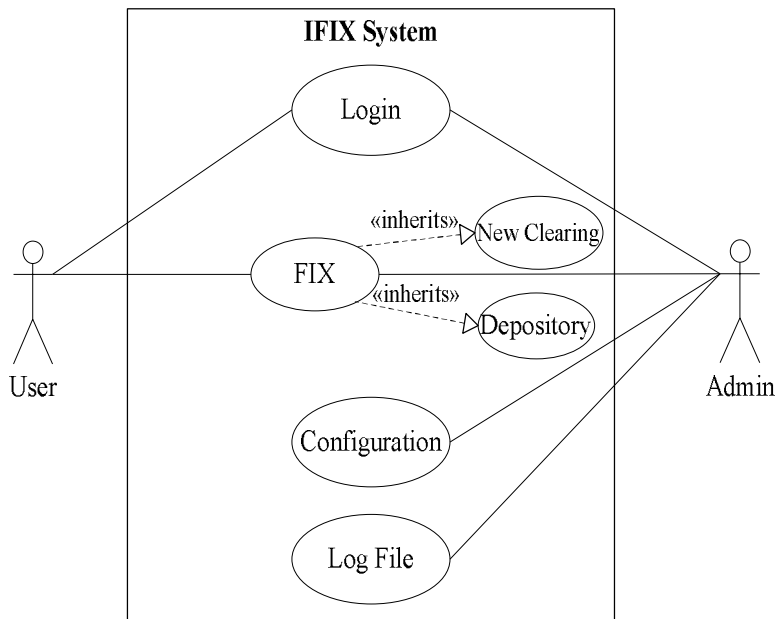 IFIX System
Login
«inherits»
New Clearing
FIX
«inherits»
Depository
User
Admin
Configuration
Log File